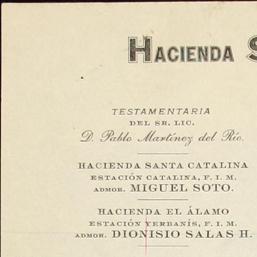 HACIENDA S
TESTAMENTARIA
DEL SR. LIC.
D. Pablo Martínez del Río.
HACIENDA SANTA CATALINA
ESTACIÓN CATALINA, F. I. M.
ADMOR. MIGUEL SOTO.
HACIENDA EL ÁLAMO
ESTACIÓN YERBANÍS, F. I. M.
ADMOR. DIONISIO SALAS H.